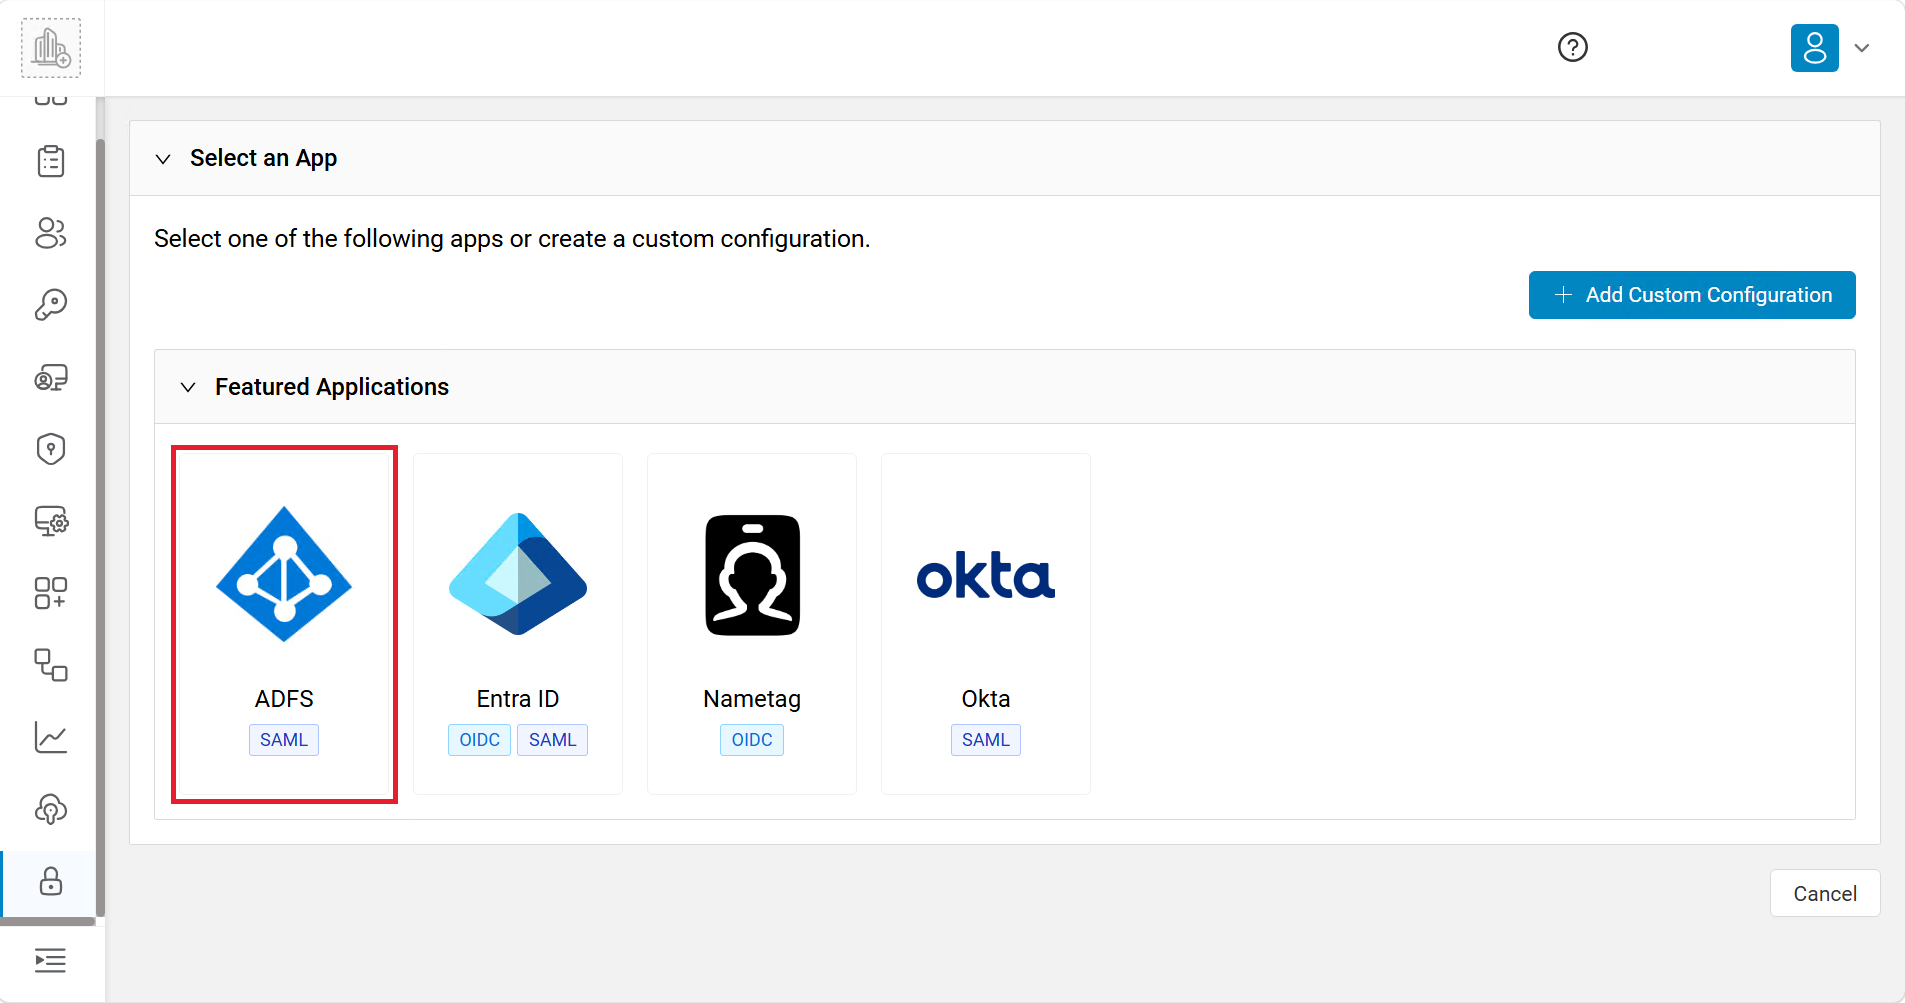 Select an App
Select one of the following apps or create a custom configuration.
Add Custom Configuration
Featured Applications
okta
ADFS
Entra ID
Nametag
Okta
SAML
OIDC SAML
OIDC
SAML
Cancel